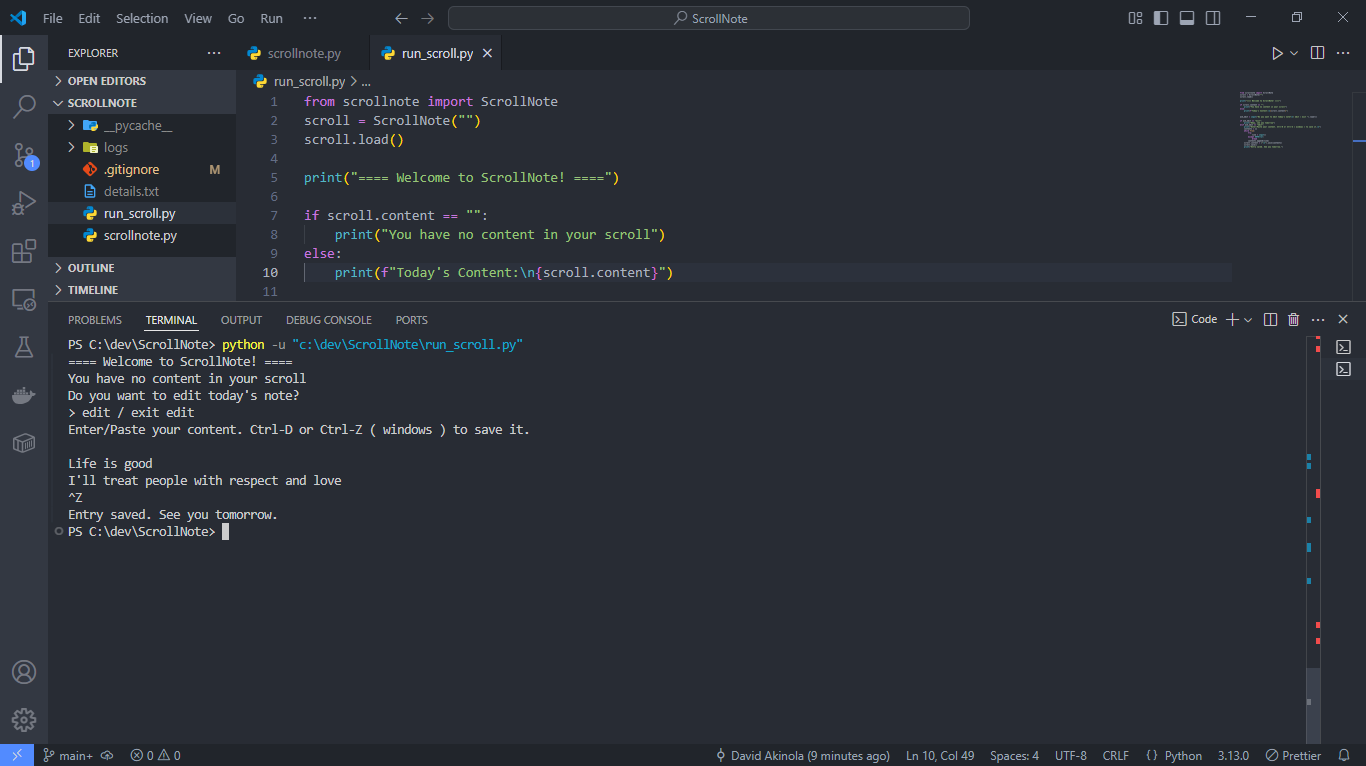 File Edit Selection View Go Run ···
ScrollNote
EXPLORER ···
OPEN EDITORS
SCROLLNOTE
__pycache__
logs
.gitignore M
details.txt
run_scroll.py
scrollnote.py
OUTLINE
TIMELINE
1
scrollnote.py
run_scroll.py
run_scroll.py > ...
1 from scrollnote import ScrollNote
2 scroll = ScrollNote("")
3 scroll.load()
4
5 print("==== Welcome to ScrollNote! ====")
6
7 if scroll.content == "":
8 print("You have no content in your scroll")
9 else:
10 print(f"Today's Content:\n{scroll.content}")
11
PROBLEMS TERMINAL OUTPUT DEBUG CONSOLE PORTS
Code
PS C:\dev\ScrollNote> python -u "c:\dev\ScrollNote\run_scroll.py"
==== Welcome to ScrollNote! ====
You have no content in your scroll
Do you want to edit today's note?
> edit / exit edit
Enter/Paste your content. Ctrl-D or Ctrl-Z ( windows ) to save it.
Life is good
I'll treat people with respect and love
^Z
Entry saved. See you tomorrow.
PS C:\dev\ScrollNote>
main+ 0 0 David Akinola (9 minutes ago) Ln 10, Col 49 Spaces: 4 UTF-8 CRLF { } Python 3.13.0 Prettier